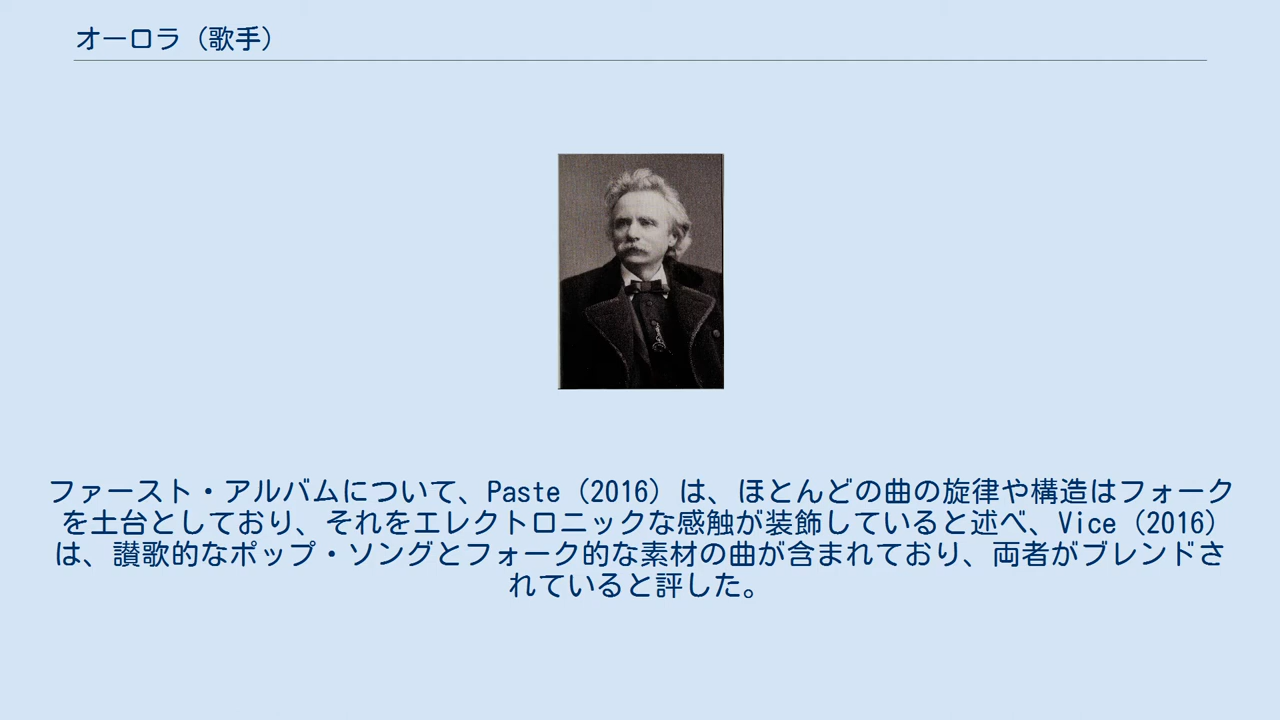 オーロラ（歌手）
ファースト・アルバムについて、Paste（2016）は、ほとんどの曲の旋律や構造はフォーク
を土台としており、それをエレクトロニックな感触が装飾していると述べ、Vice（2016）
は、讃歌的なポップ・ソングとフォーク的な素材の曲が含まれており、両者がブレンドさ
れていると評した。